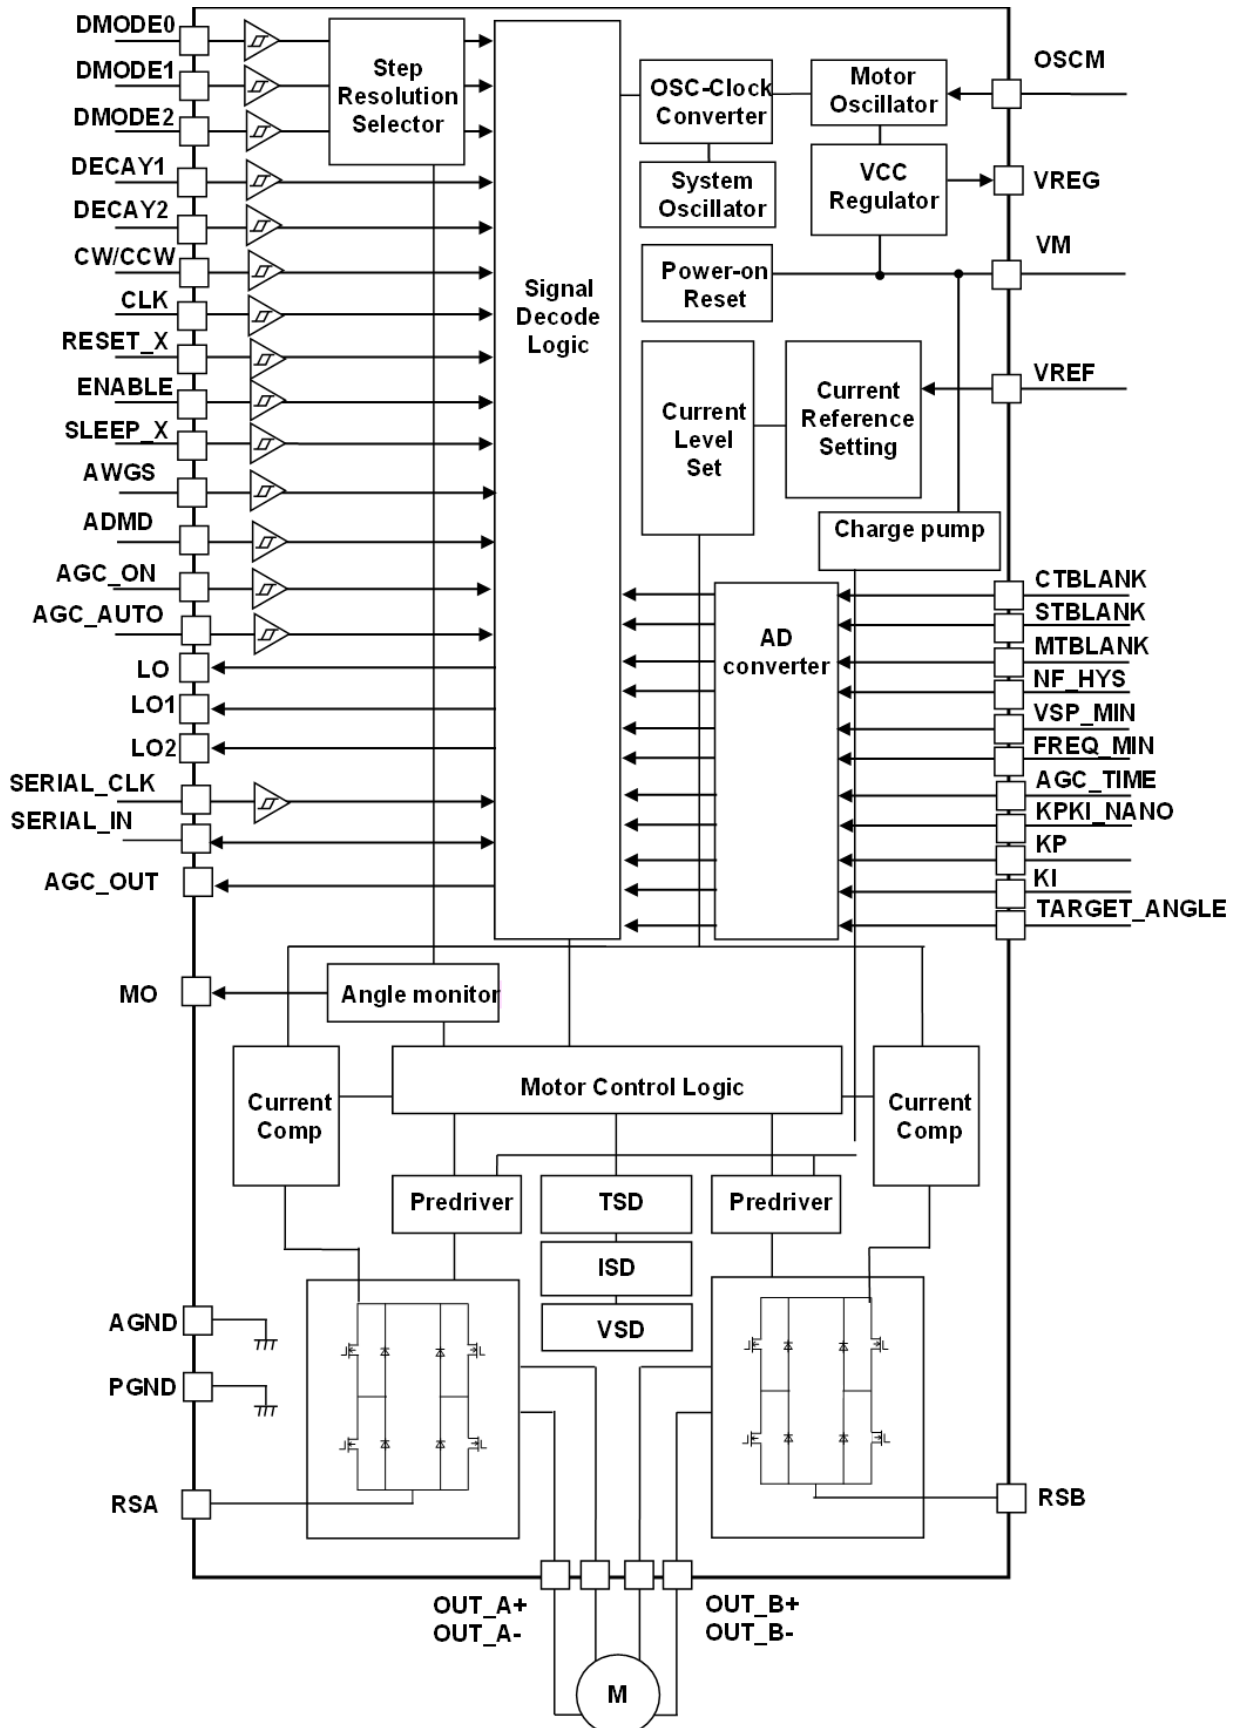 DMODE0
DMODE1
DMODE2
DECAY1
DECAY2
CW/CCW
CLK
RESET_X
ENABLE
SLEEP_X
AWGS
ADMD
AGC_ON
AGC_AUTO
LO
LO1
LO2
SERIAL_CLK
SERIAL_IN
AGC_OUT
MO
AGND
PGND
RSA
Step
Resolution
Selector
Signal
Decode
Logic
OSC-Clock
Converter
Motor
Oscillator
System
Oscillator
VCC
Regulator
Power-on
Reset
Current
Level
Set
Current
Reference
Setting
Charge pump
AD
converter
OSCM
VREG
VM
VREF
CTBLANK
STBLANK
MTBLANK
NF_HYS
VSP_MIN
FREQ_MIN
AGC_TIME
KPKI_NANO
KP
KI
TARGET_ANGLE
Angle monitor
Motor Control Logic
Current
Comp
Current
Comp
Predriver
TSD
Predriver
ISD
VSD
RSB
OUT_A+
OUT_A-
OUT_B+
OUT_B-
M